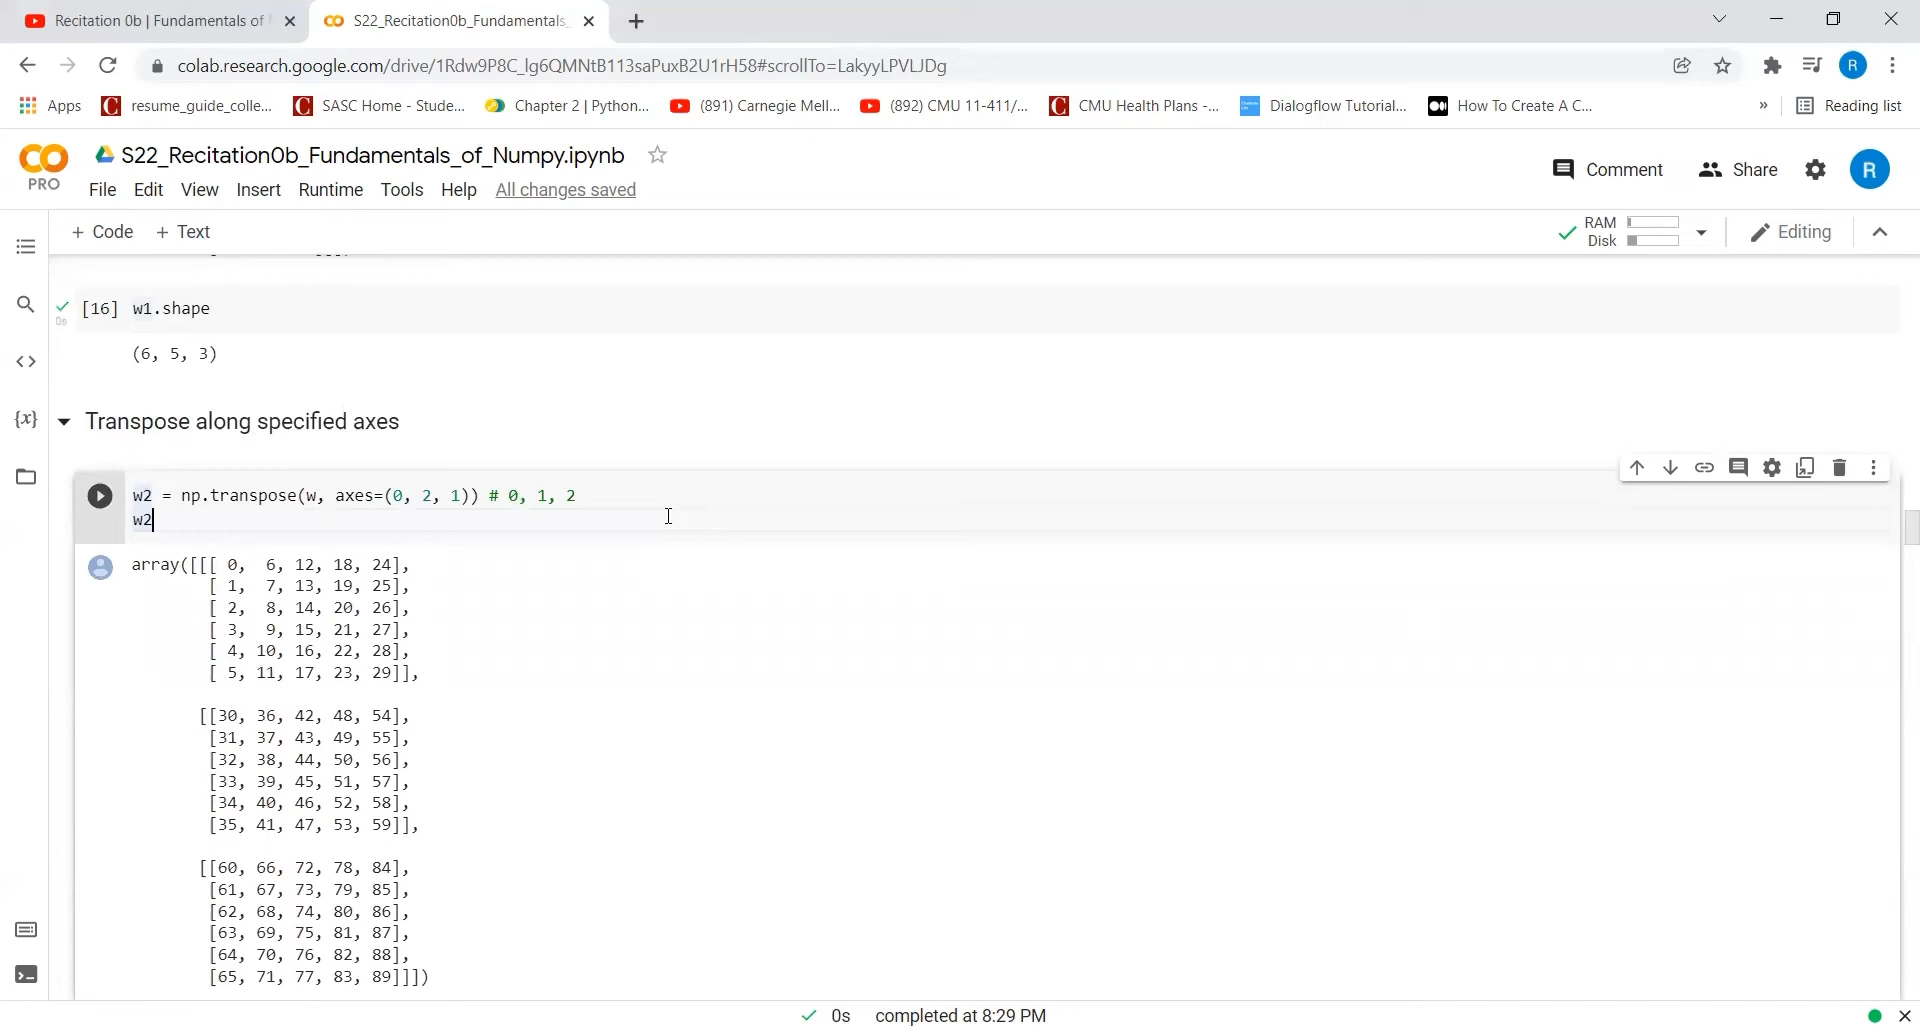 Recitation 0b | Fundamentals of
S22_Recitation0b_Fundamentals_
colab.research.google.com/drive/1Rdw9P8C_lg6QMNtB113saPuxB2U1rH58#scrollTo=LakyyLPVLJDg
R
Apps
resume_guide_colle...
SASC Home - Stude...
Chapter 2 | Python...
(891) Carnegie Mell...
(892) CMU 11-411/...
CMU Health Plans -...
Dialogflow Tutorial...
How To Create A C...
»
Reading list
CO
PRO
S22_Recitation0b_Fundamentals_of_Numpy.ipynb
Comment
Share
R
File Edit View Insert Runtime Tools Help All changes saved
+ Code + Text
RAM
Disk
Editing
[16] w1.shape
0s
(6, 5, 3)
{x}
Transpose along specified axes
w2 = np.transpose(w, axes=(0, 2, 1)) # 0, 1, 2
w2
array([[[ 0, 6, 12, 18, 24],
[ 1, 7, 13, 19, 25],
[ 2, 8, 14, 20, 26],
[ 3, 9, 15, 21, 27],
[ 4, 10, 16, 22, 28],
[ 5, 11, 17, 23, 29]],
[[30, 36, 42, 48, 54],
[31, 37, 43, 49, 55],
[32, 38, 44, 50, 56],
[33, 39, 45, 51, 57],
[34, 40, 46, 52, 58],
[35, 41, 47, 53, 59]],
[[60, 66, 72, 78, 84],
[61, 67, 73, 79, 85],
[62, 68, 74, 80, 86],
[63, 69, 75, 81, 87],
[64, 70, 76, 82, 88],
[65, 71, 77, 83, 89]]])
0s completed at 8:29 PM